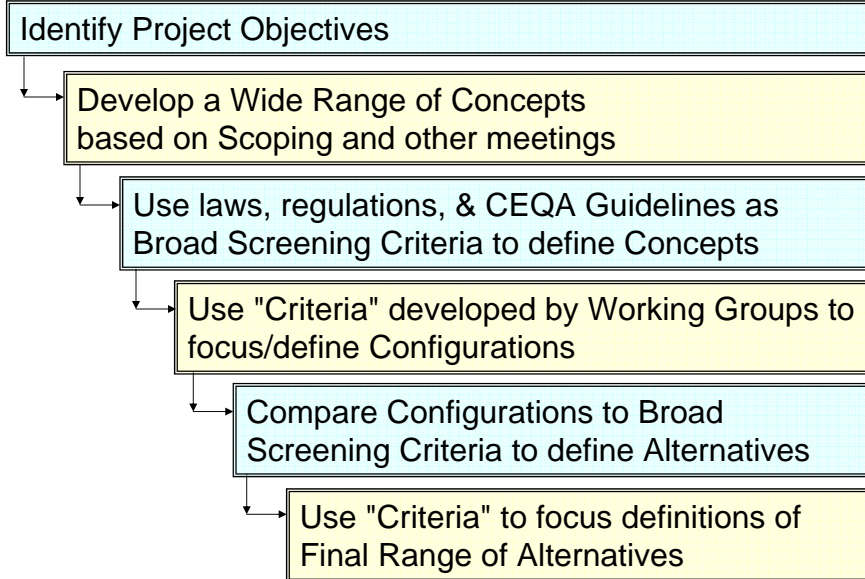 Identify Project Objectives
Develop a Wide Range of Concepts
based on Scoping and other meetings
Use laws, regulations, & CEQA Guidelines as
Broad Screening Criteria to define Concepts
Use "Criteria" developed by Working Groups to
focus/define Configurations
Compare Configurations to Broad
Screening Criteria to define Alternatives
Use "Criteria" to focus definitions of
Final Range of Alternatives